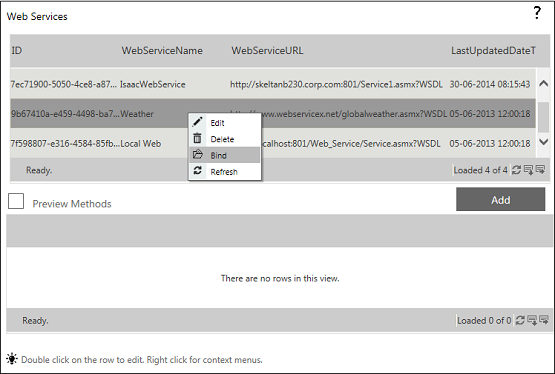 Web Services ?
ID WebServiceName WebServiceURL LastUpdatedDateT
7ec71900-5050-4ce8-a87... IsaacWebService http://skeltanb230.corp.com:801/Service1.asmx?WSDL 30-06-2014 08:15:43
9b67410a-e459-4498-ba7... Weather www.webservicex.net/globalweather.asmx?WSDL 05-06-2013 12:00:18
Edit
Delete
7f598807-e316-4584-85fb... Local Web ocalhost:801/Web_Service/Service.asmx?WSDL 05-06-2013 12:00:18
Bind
Refresh
Ready. Loaded 4 of 4
Preview Methods Add
There are no rows in this view.
Ready. Loaded 0 of 0
Double click on the row to edit. Right click for context menus.